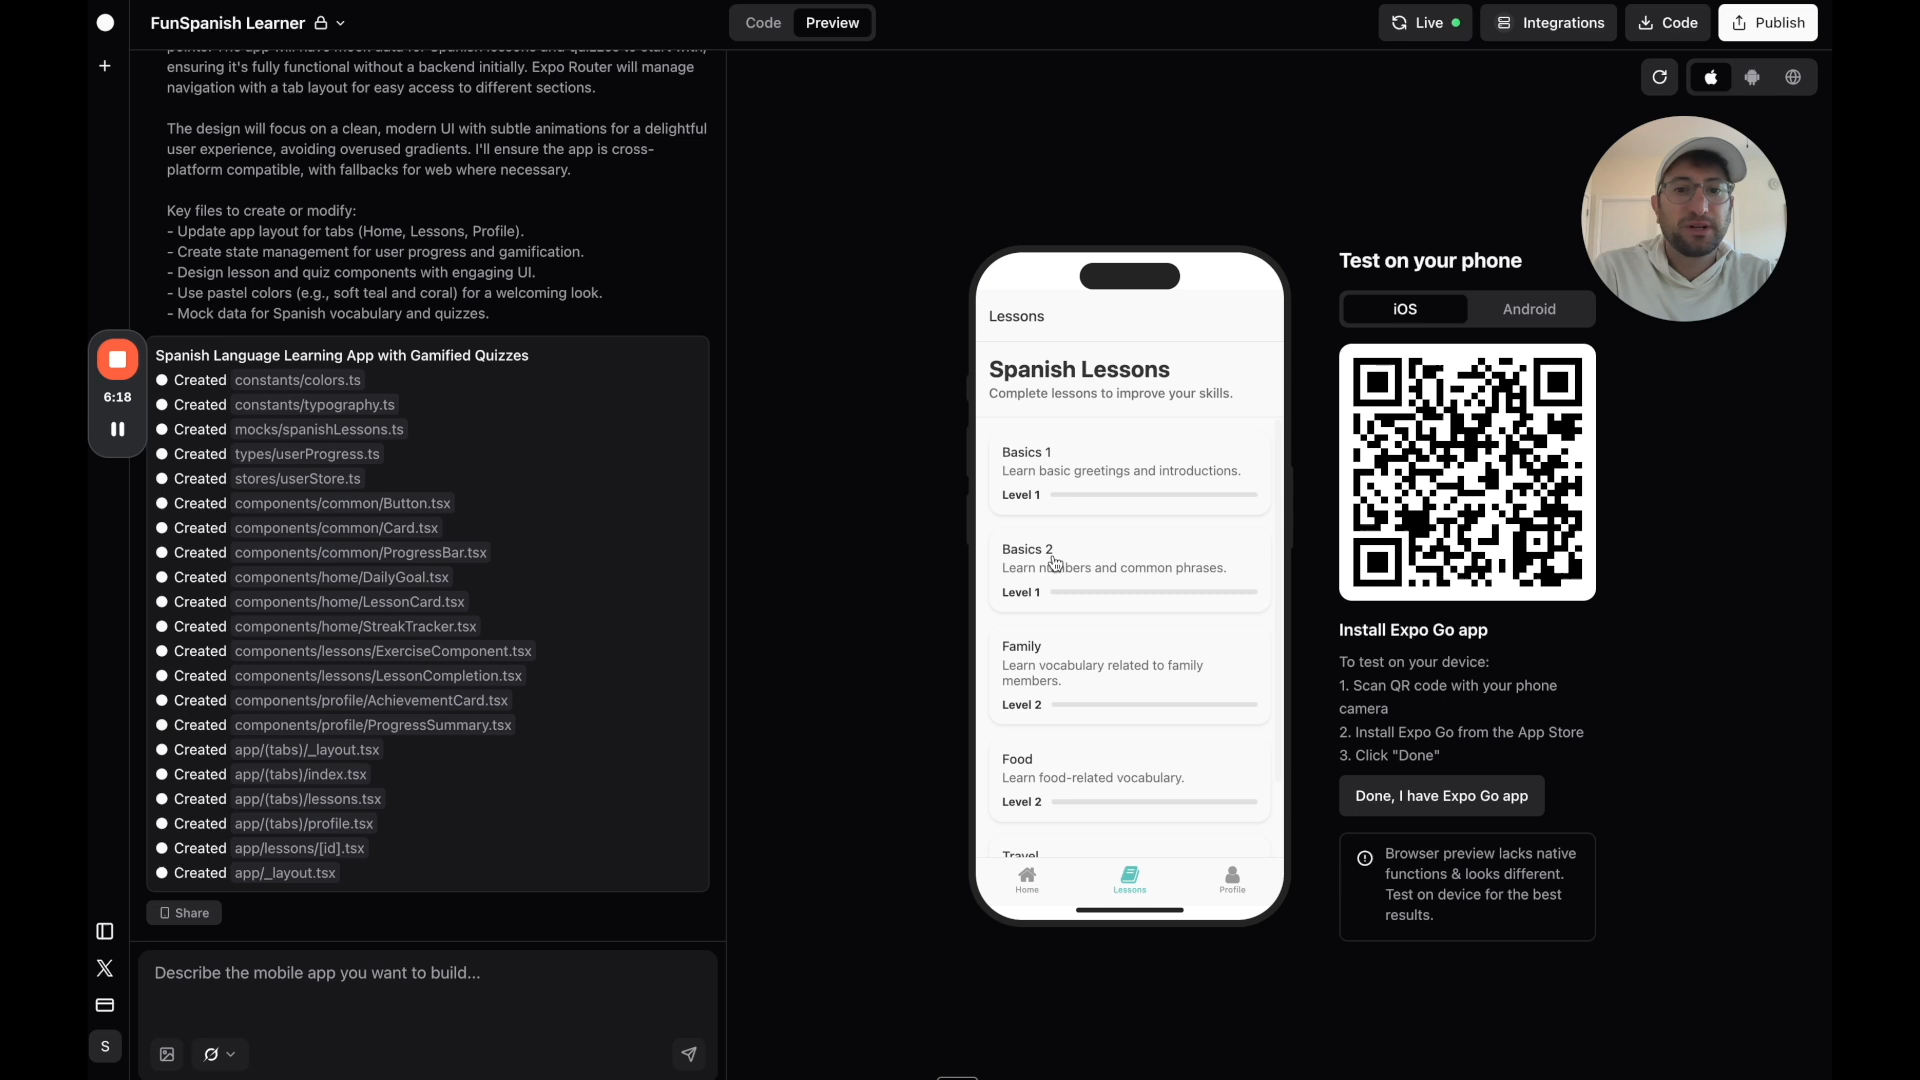 FunSpanish Learner
Code
Preview
Live
Integrations
Code
Publish
ensuring it's fully functional without a backend initially. Expo Router will manage
navigation with a tab layout for easy access to different sections.
The design will focus on a clean, modern UI with subtle animations for a delightful
user experience, avoiding overused gradients. I'll ensure the app is cross-
platform compatible, with fallbacks for web where necessary.
Key files to create or modify:
- Update app layout for tabs (Home, Lessons, Profile).
- Create state management for user progress and gamification.
- Design lesson and quiz components with engaging UI.
- Use pastel colors (e.g., soft teal and coral) for a welcoming look.
- Mock data for Spanish vocabulary and quizzes.
6:18
Spanish Language Learning App with Gamified Quizzes
Created constants/colors.ts
Created constants/typography.ts
Created mocks/spanishLessons.ts
Created types/userProgress.ts
Created stores/userStore.ts
Created components/common/Button.tsx
Created components/common/Card.tsx
Created components/common/ProgressBar.tsx
Created components/home/DailyGoal.tsx
Created components/home/LessonCard.tsx
Created components/home/StreakTracker.tsx
Created components/lessons/ExerciseComponent.tsx
Created components/lessons/LessonCompletion.tsx
Created components/profile/AchievementCard.tsx
Created components/profile/ProgressSummary.tsx
Created app/(tabs)/_layout.tsx
Created app/(tabs)/index.tsx
Created app/(tabs)/lessons.tsx
Created app/(tabs)/profile.tsx
Created app/lessons/[id].tsx
Created app/_layout.tsx
Share
Describe the mobile app you want to build...
S
Lessons
Spanish Lessons
Complete lessons to improve your skills.
Basics 1
Learn basic greetings and introductions.
Level 1
Basics 2
Learn numbers and common phrases.
Level 1
Family
Learn vocabulary related to family
members.
Level 2
Food
Learn food-related vocabulary.
Level 2
Travel
Home
Lessons
Profile
Test on your phone
iOS
Android
Install Expo Go app
To test on your device:
1. Scan QR code with your phone
camera
2. Install Expo Go from the App Store
3. Click "Done"
Done, I have Expo Go app
Browser preview lacks native
functions & looks different.
Test on device for the best
results.